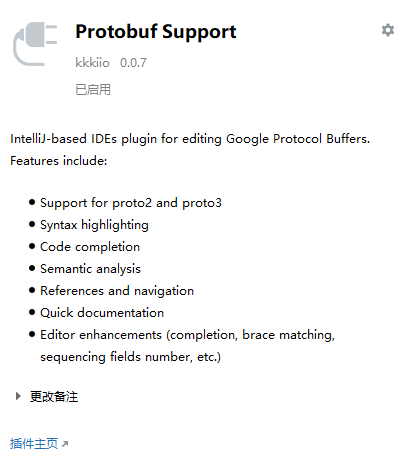 Protobuf Support
kkkiio 0.0.7
已启用
IntelliJ-based IDEs plugin for editing Google Protocol Buffers.
Features include:
● Support for proto2 and proto3
● Syntax highlighting
● Code completion
● Semantic analysis
● References and navigation
● Quick documentation
● Editor enhancements (completion, brace matching,
sequencing fields number, etc.)
更改备注
插件主页